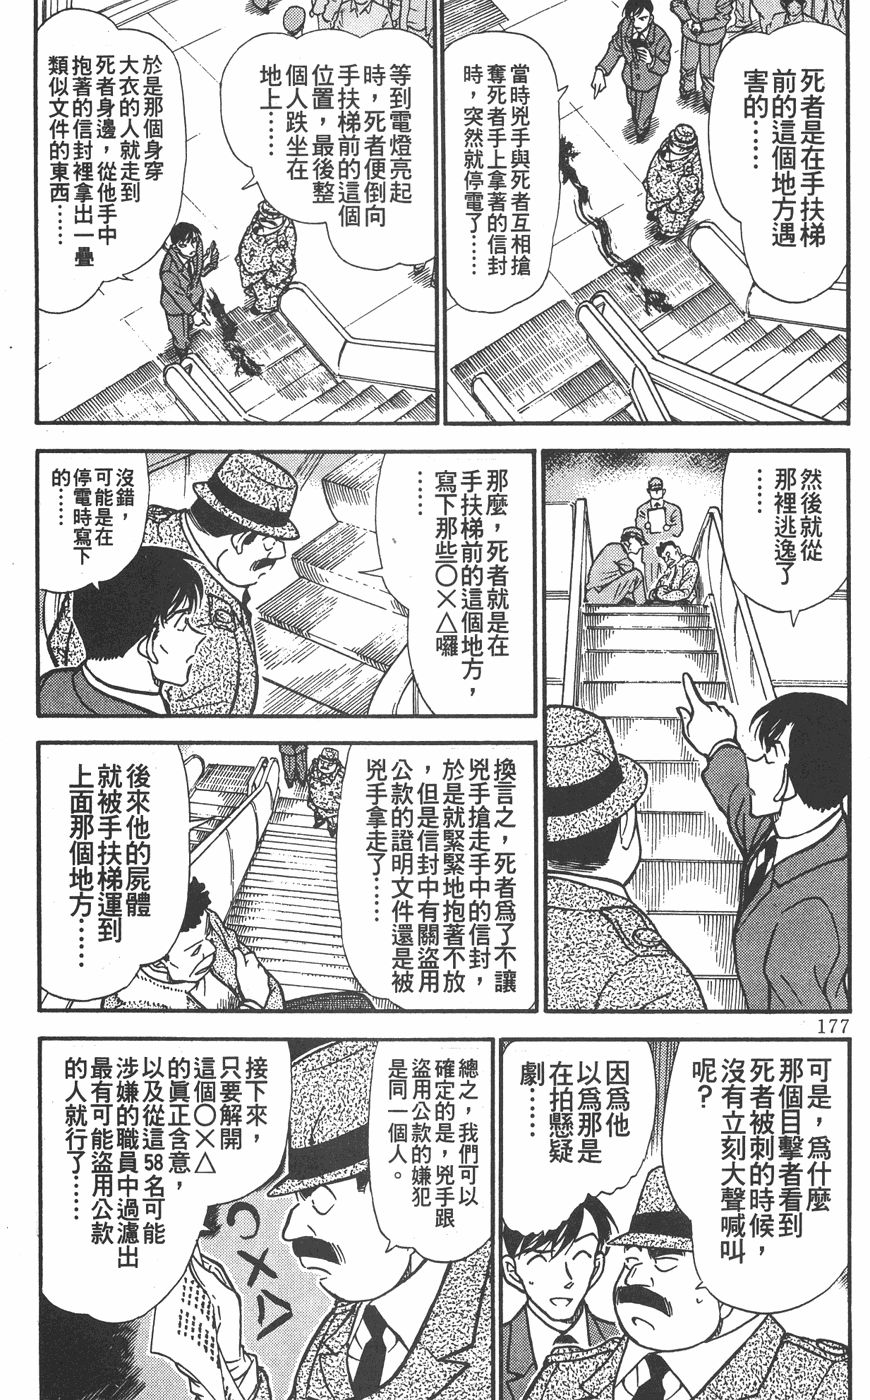 死者是在手扶梯
前的這個地方遇
害的……
當時兇手與死者互相搶
奪死者手上拿著的信封
時，突然就停電了……
等到電燈亮起
時，死者便倒向
手扶梯前的這個
位置，最後整
個人跌坐在
地上……
於是那個身穿
大衣的人就走到
死者身邊，從他手中
抱著的信封裡拿出一疊
類似文件的東西……
然後就從
那裡逃逸了
……
那麼，死者就是在
手扶梯前的這個地方，
寫下那些○×△囉
……
沒錯，
可能是在
停電時寫下
的……
換言之，死者爲了不讓
兇手搶走手中的信封，
於是就緊緊地抱著不放
，但是信封中有關盜用
公款的證明文件還是被
兇手拿走了……
後來他的屍體
就被手扶梯運到
上面那個地方……
177
可是，爲什麼
那個目擊者看到
死者被刺的時候，
沒有立刻大聲喊叫
呢？
因爲他
以爲那是
在拍懸疑
劇……
總之，我們可以
確定的是，兇手跟
盜用公款的嫌犯
是同一個人。
接下來，
只要解開
這個○×△
的真正含意，
以及從這58名可能
涉嫌的職員中過濾出
最有可能盜用公款
的人就行了……
○×△